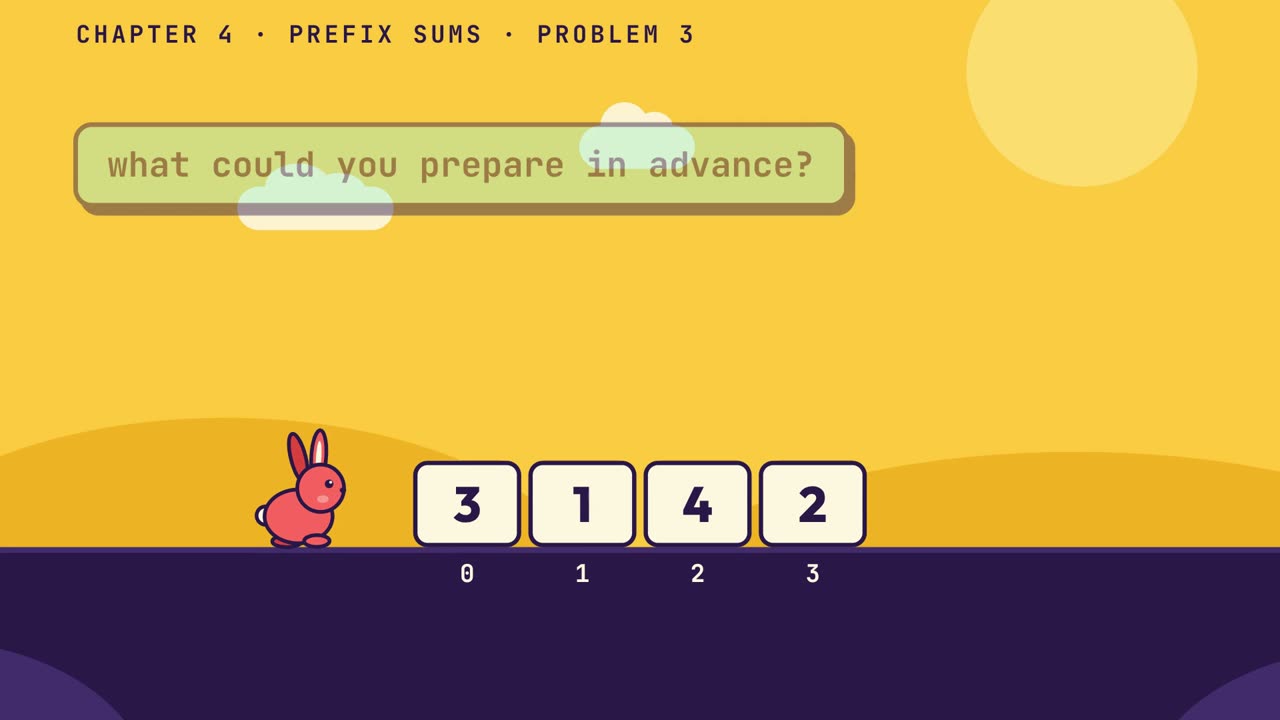 CHAPTER 4 · PREFIX SUMS · PROBLEM 3
what could you prepare in advance?
3 1 4 2
0 1 2 3